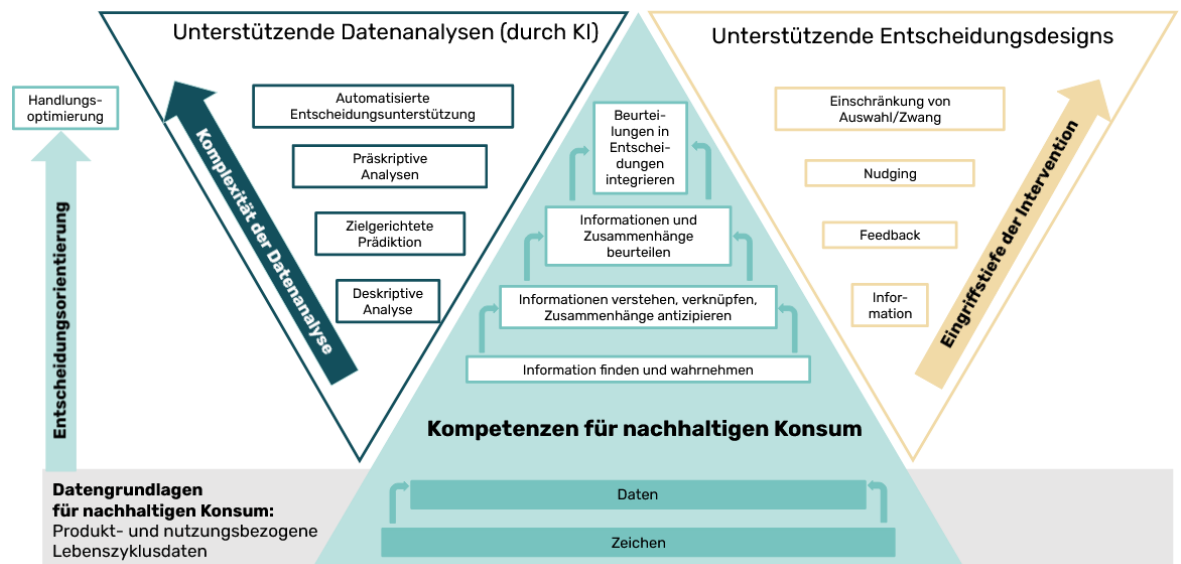 Unterstützende Datenanalysen (durch KI)
Unterstützende Entscheidungsdesigns
Handlungs-
optimierung
Entscheidungsorientierung
Komplexität der Datenanalyse
Automatisierte
Entscheidungsunterstützung
Präskriptive
Analysen
Zielgerichtete
Prädiktion
Deskriptive
Analyse
Beurtei-
lungen in
Entschei-
dungen
integrieren
Informationen und
Zusammenhänge
beurteilen
Informationen verstehen, verknüpfen,
Zusammenhänge antizipieren
Information finden und wahrnehmen
Kompetenzen für nachhaltigen Konsum
Einschränkung von
Auswahl/Zwang
Nudging
Feedback
Infor-
mation
Eingriffstiefe der Intervention
Datengrundlagen
für nachhaltigen Konsum:
Produkt- und nutzungsbezogene
Lebenszyklusdaten
Daten
Zeichen